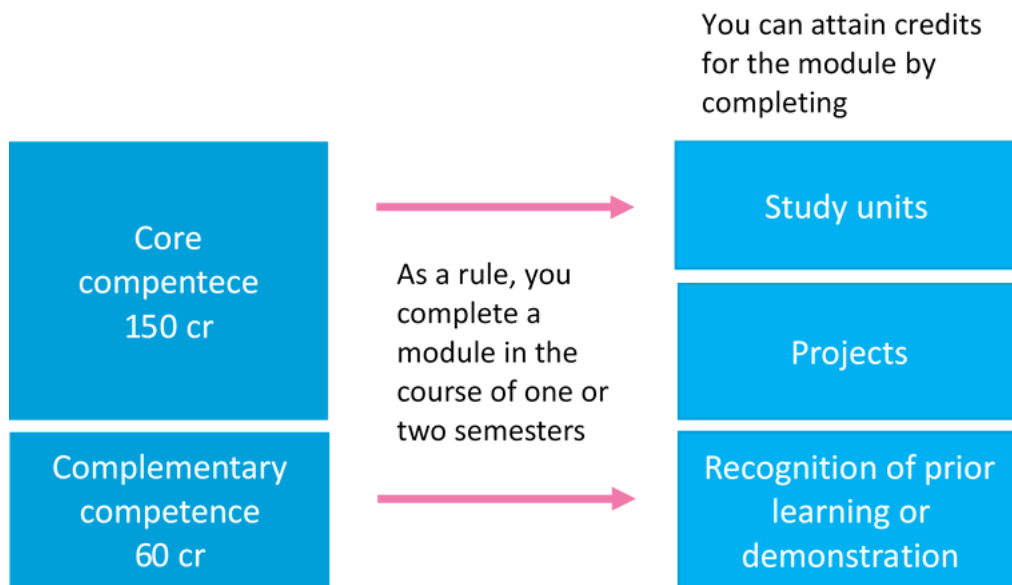 Core
compentece
150 cr
Complementary
competence
60 cr
As a rule, you
complete a
module in the
course of one or
two semesters
You can attain credits
for the module by
completing
Study units
Projects
Recognition of prior
learning or
demonstration